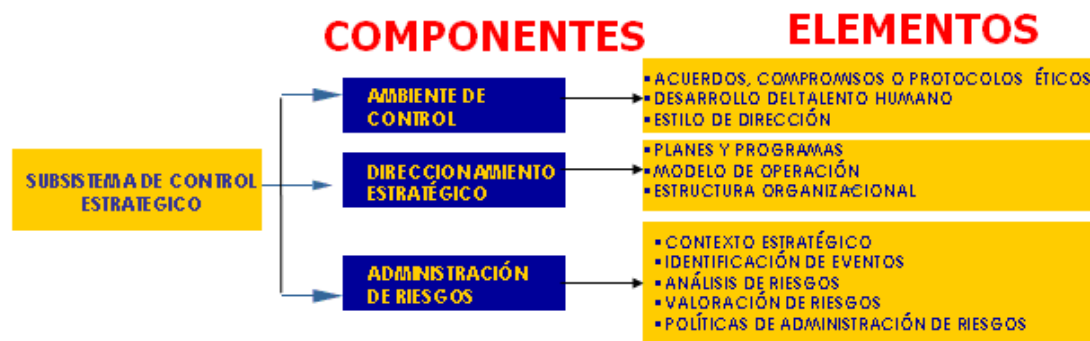 COMPONENTES
ELEMENTOS
SUBSISTEMA DE CONTROL
ESTRATEGICO
AMBIENTE DE
CONTROL
▪ACUERDOS, COMPROMISOS O PROTOCOLOS ÉTICOS
▪DESARROLLO DEL TALENTO HUMANO
▪ESTILO DE DIRECCIÓN
DIRECCIONAMIENTO
ESTRATÉGICO
▪PLANES Y PROGRAMAS
▪MODELO DE OPERACIÓN
▪ESTRUCTURA ORGANIZACIONAL
ADMINISTRACIÓN
DE RIESGOS
▪CONTEXTO ESTRATÉGICO
▪IDENTIFICACIÓN DE EVENTOS
▪ANÁLISIS DE RIESGOS
▪VALORACIÓN DE RIESGOS
▪POLÍTICAS DE ADMINISTRACIÓN DE RIESGOS